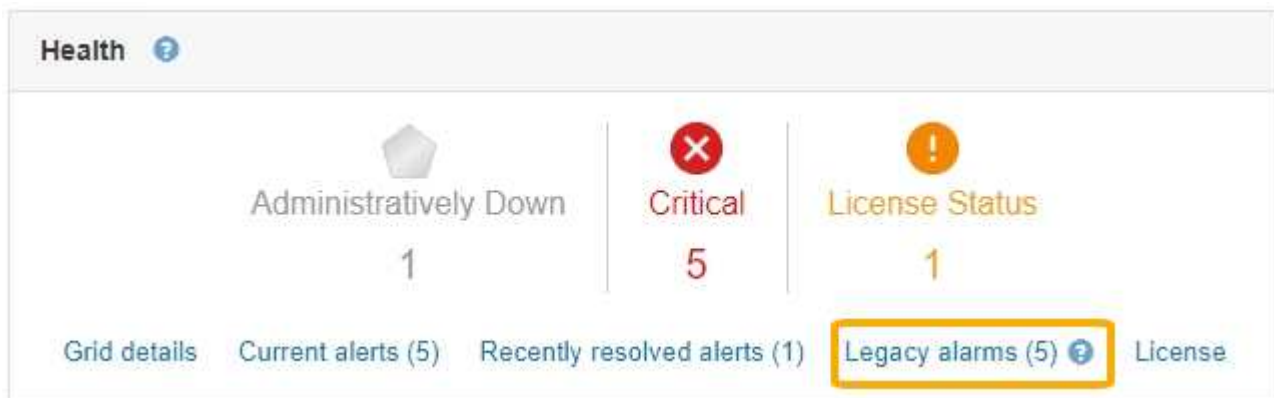 Health
Administratively Down Critical License Status
1 5 1
Grid details Current alerts (5) Recently resolved alerts (1) Legacy alarms (5) License